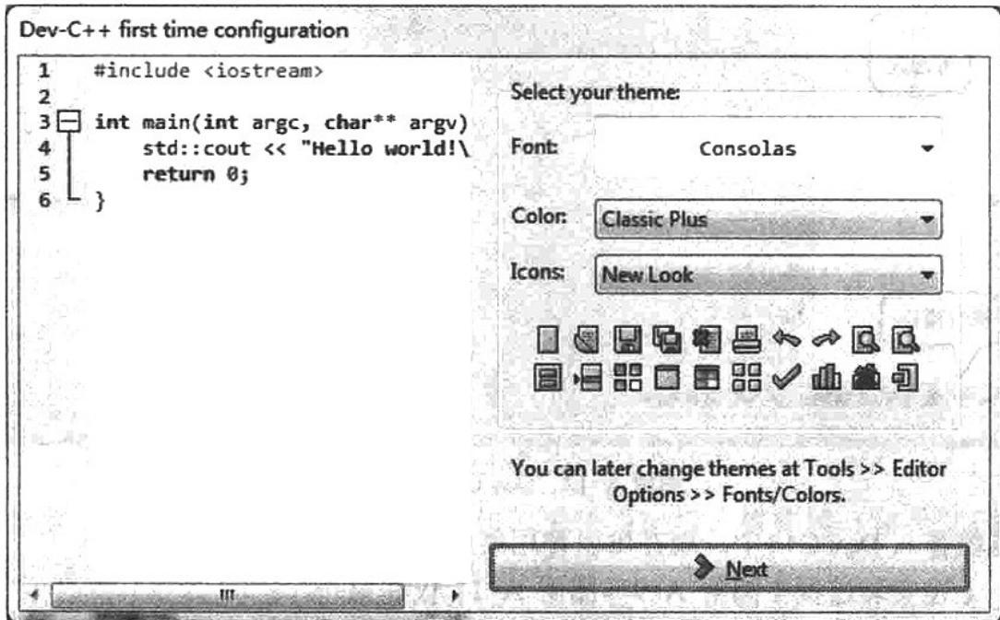 Dev-C++ first time configuration
1 #include <iostream>
2
3 int main(int argc, char** argv)
4 std::cout << "Hello world!\
5 return 0;
6 }
Select your theme:
Font: Consolas
Color: Classic Plus
Icons: New Look
You can later change themes at Tools >> Editor
Options >> Fonts/Colors.
Next